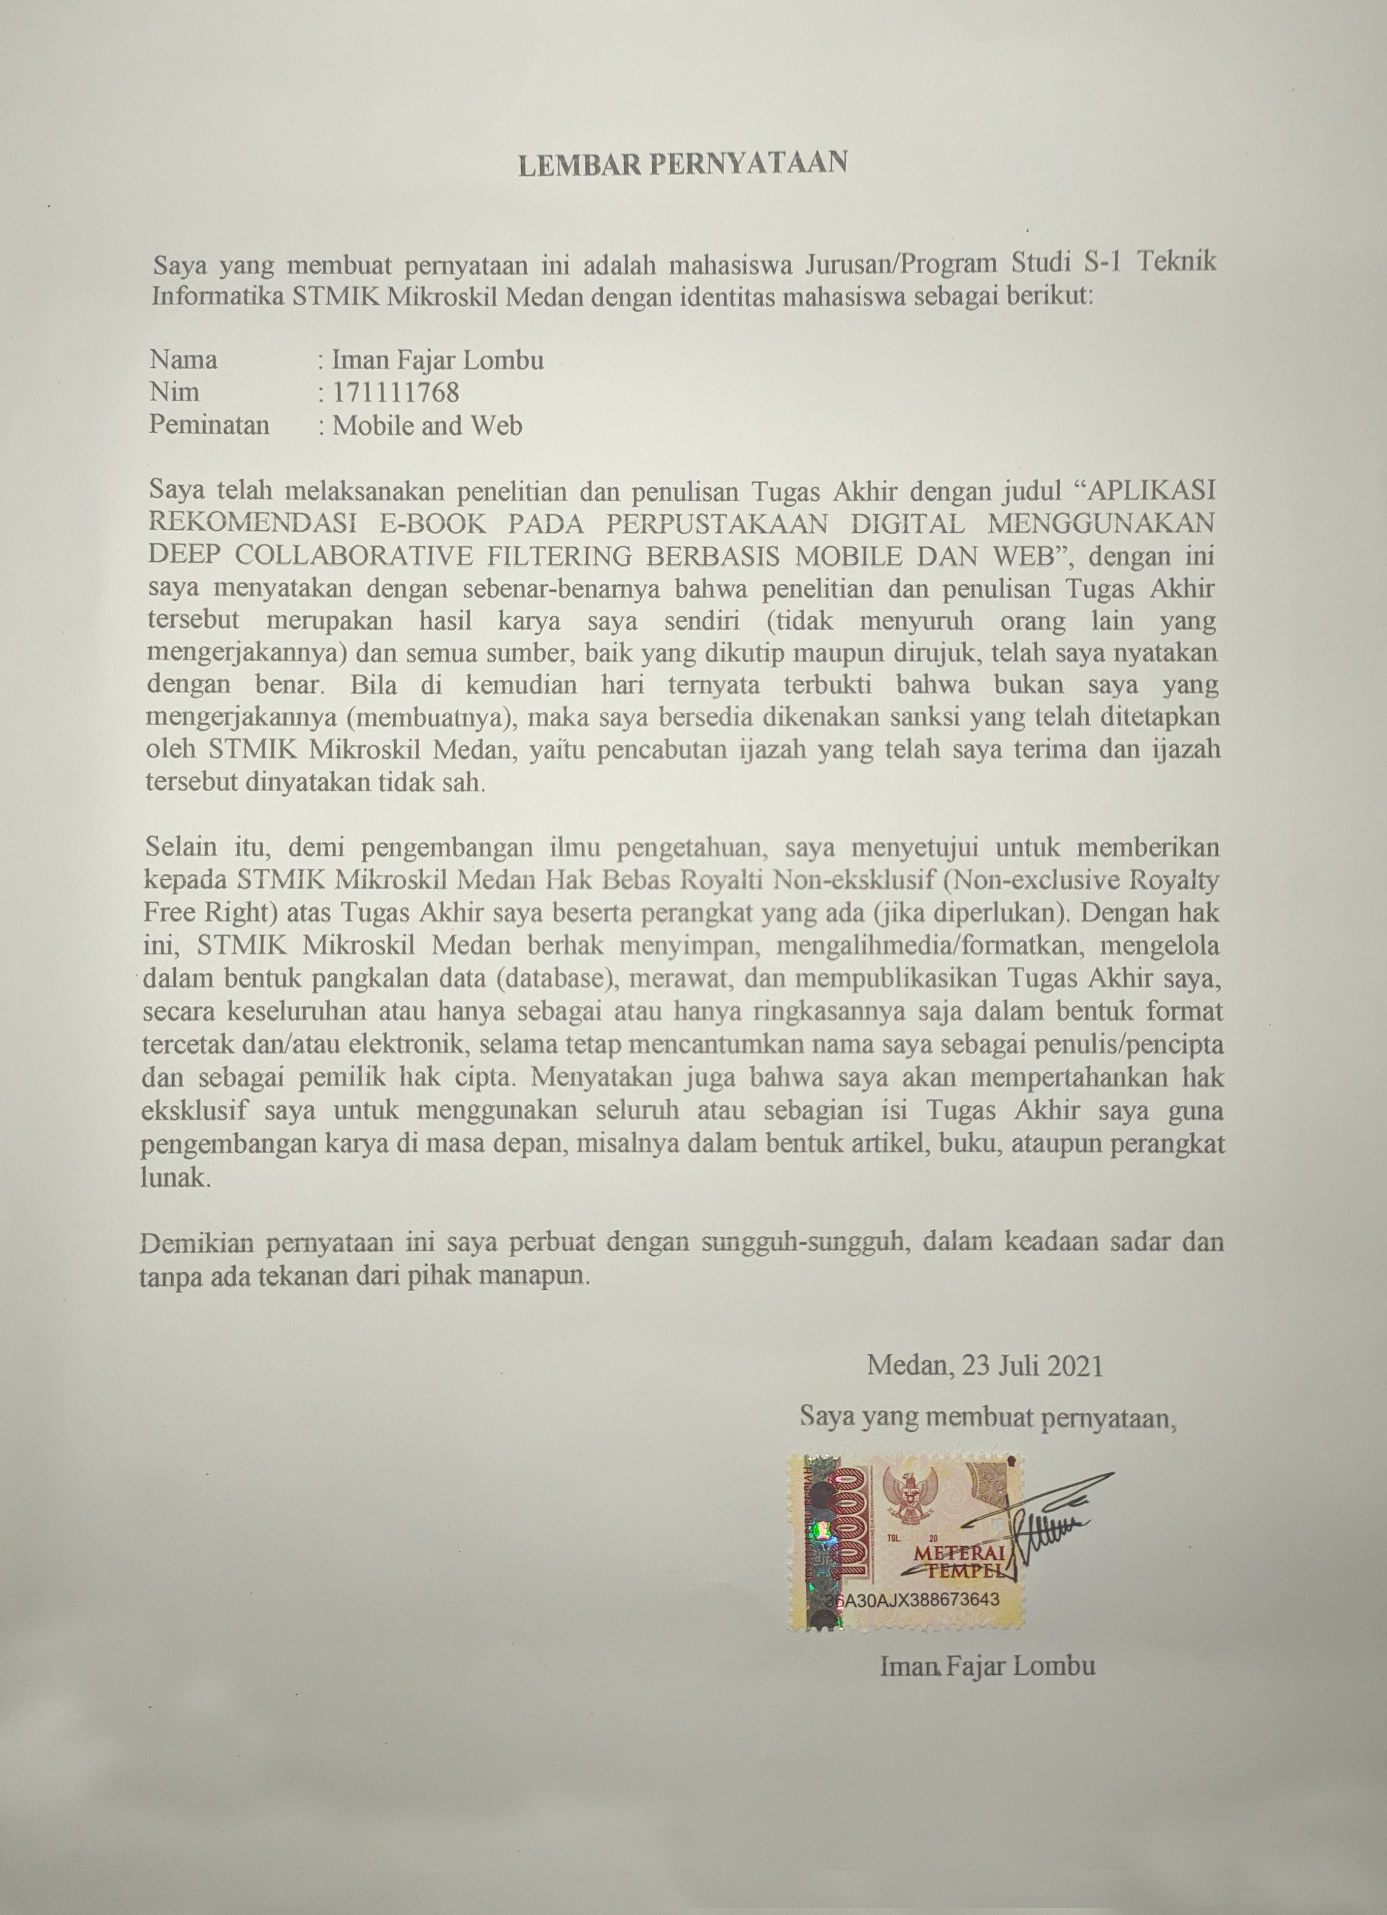 LEMBAR PERNYATAAN
Saya yang membuat pernyataan ini adalah mahasiswa Jurusan/Program Studi S-1 Teknik
Informatika STMIK Mikroskil Medan dengan identitas mahasiswa sebagai berikut:
Nama : Iman Fajar Lombu
Nim : 171111768
Peminatan : Mobile and Web
Saya telah melaksanakan penelitian dan penulisan Tugas Akhir dengan judul “APLIKASI
REKOMENDASI E-BOOK PADA PERPUSTAKAAN DIGITAL MENGGUNAKAN
DEEP COLLABORATIVE FILTERING BERBASIS MOBILE DAN WEB”, dengan ini
saya menyatakan dengan sebenar-benarnya bahwa penelitian dan penulisan Tugas Akhir
tersebut merupakan hasil karya saya sendiri (tidak menyuruh orang lain yang
mengerjakannya) dan semua sumber, baik yang dikutip maupun dirujuk, telah saya nyatakan
dengan benar. Bila di kemudian hari ternyata terbukti bahwa bukan saya yang
mengerjakannya (membuatnya), maka saya bersedia dikenakan sanksi yang telah ditetapkan
oleh STMIK Mikroskil Medan, yaitu pencabutan ijazah yang telah saya terima dan ijazah
tersebut dinyatakan tidak sah.
Selain itu, demi pengembangan ilmu pengetahuan, saya menyetujui untuk memberikan
kepada STMIK Mikroskil Medan Hak Bebas Royalti Non-eksklusif (Non-exclusive Royalty
Free Right) atas Tugas Akhir saya beserta perangkat yang ada (jika diperlukan). Dengan hak
ini, STMIK Mikroskil Medan berhak menyimpan, mengalihmedia/formatkan, mengelola
dalam bentuk pangkalan data (database), merawat, dan mempublikasikan Tugas Akhir saya,
secara keseluruhan atau hanya sebagai atau hanya ringkasannya saja dalam bentuk format
tercetak dan/atau elektronik, selama tetap mencantumkan nama saya sebagai penulis/pencipta
dan sebagai pemilik hak cipta. Menyatakan juga bahwa saya akan mempertahankan hak
eksklusif saya untuk menggunakan seluruh atau sebagian isi Tugas Akhir saya guna
pengembangan karya di masa depan, misalnya dalam bentuk artikel, buku, ataupun perangkat
lunak.
Demikian pernyataan ini saya perbuat dengan sungguh-sungguh, dalam keadaan sadar dan
tanpa ada tekanan dari pihak manapun.
Medan, 23 Juli 2021
Saya yang membuat pernyataan,
10000
TGL. 20
METERAI
TEMPEL
36A30AJX388673643
Iman Fajar Lombu